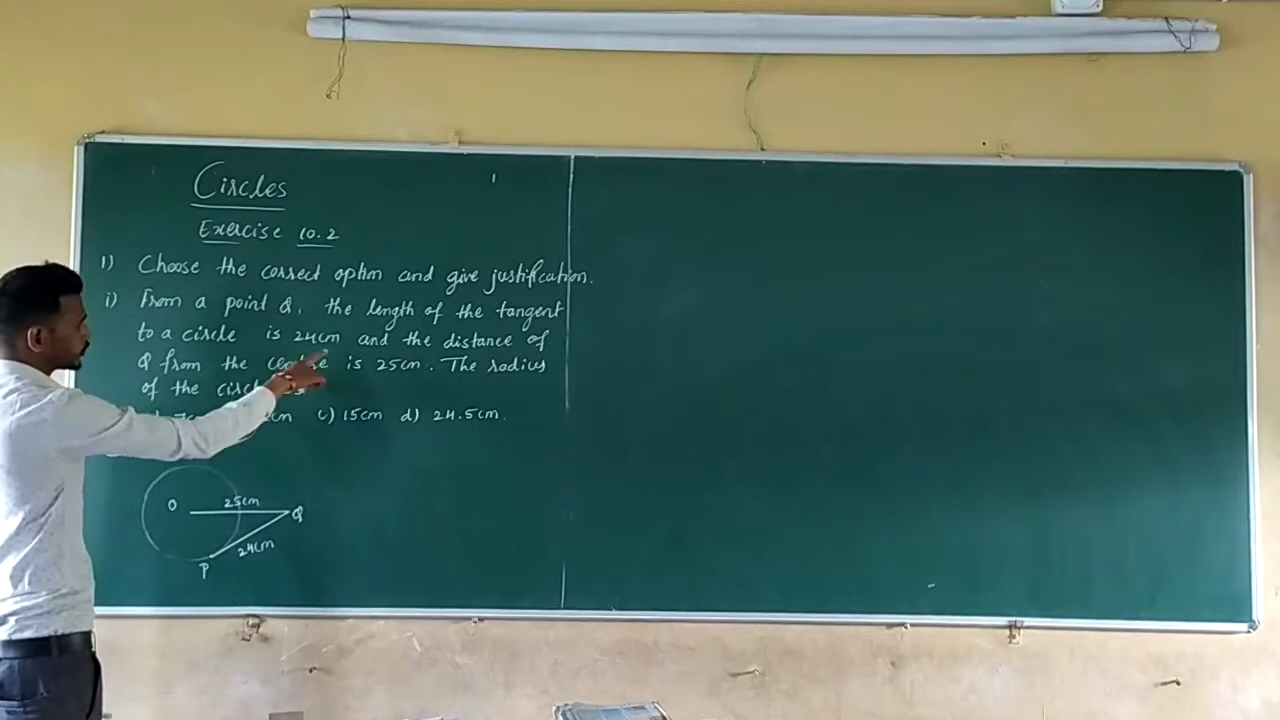 Circles
Exercise 10.2
1) Choose the correct option and give justification.
i) From a point Q, the length of the tangent
to a circle is 24cm and the distance of
Q from the centre is 25cm. The radius
of the circle
c) 15cm d) 24.5cm.
O 25cm Q
24cm
P